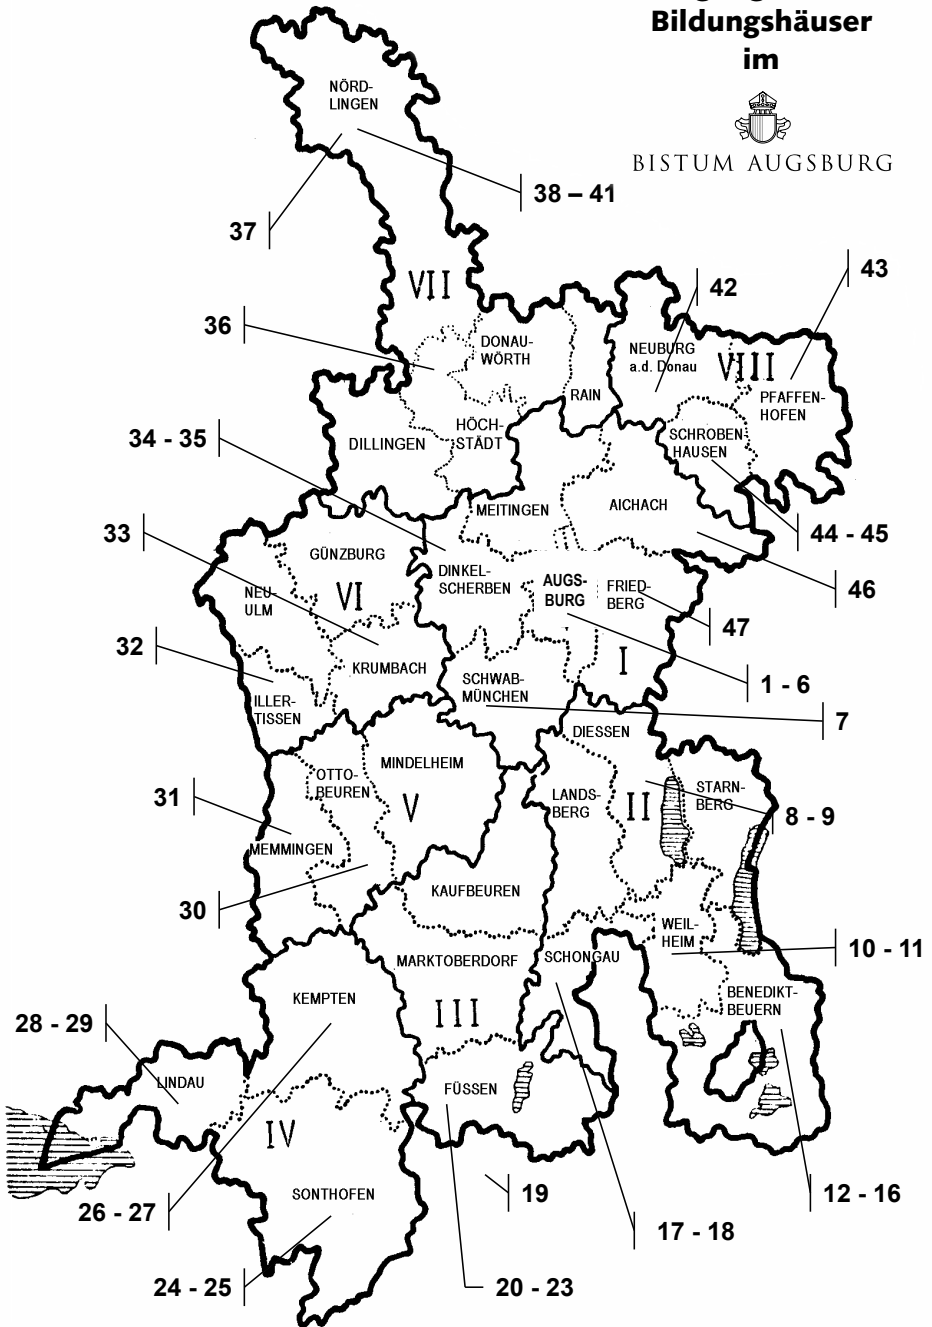 Bildungshäuser
im
BISTUM AUGSBURG
NÖRD-
LINGEN
38 – 41
37
VII
43
42
36
DONAU-
WÖRTH
NEUBURG
a.d. Donau
VIII
RAIN
PFAFFEN-
HOFEN
34 - 35
DILLINGEN
HÖCH-
STÄDT
SCHROBEN
HAUSEN
MEITINGEN
AICHACH
33
44 - 45
GÜNZBURG
DINKEL-
SCHERBEN
AUGS-
BURG
FRIED-
BERG
46
NEU-
ULM
VI
47
32
KRUMBACH
I
1 - 6
SCHWAB-
MÜNCHEN
ILLER-
TISSEN
7
DIESSEN
MINDELHEIM
OTTO-
BEUREN
STARN-
BERG
31
V
LANDS-
BERG
II
8 - 9
MEMMINGEN
KAUFBEUREN
30
WEIL-
HEIM
10 - 11
MARKTOBERDORF
SCHONGAU
KEMPTEN
BENEDIKT-
BEUERN
28 - 29
III
LINDAU
FÜSSEN
IV
SONTHOFEN
19
12 - 16
26 - 27
17 - 18
24 - 25
20 - 23